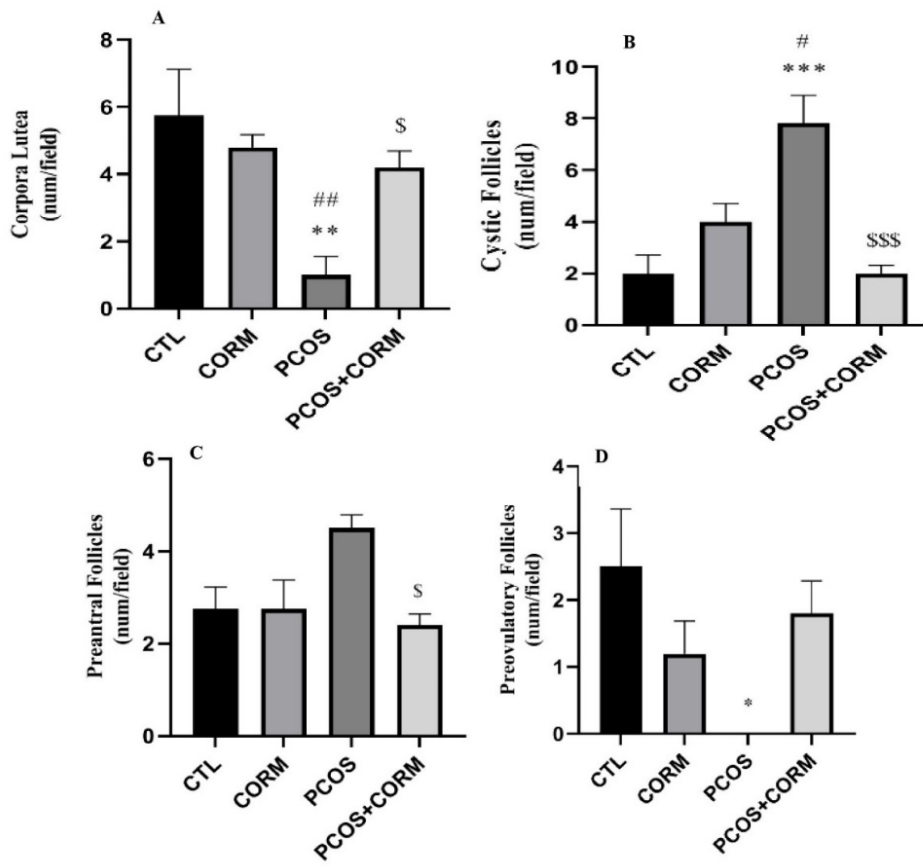 A
Corpora Lutea
(num/field)
8
6
4
2
0
##
**
$
CTL
CORM
PCOS
PCOS+CORM
B
Cystic Follicles
(num/field)
10
8
6
4
2
0
#
***
$$$
CTL
CORM
PCOS
PCOS+CORM
C
Preantral Follicles
(num/field)
6
4
2
0
$
CTL
CORM
PCOS
PCOS+CORM
D
Preovulatory Follicles
(num/field)
4
3
2
1
0
*
CTL
CORM
PCOS
PCOS+CORM